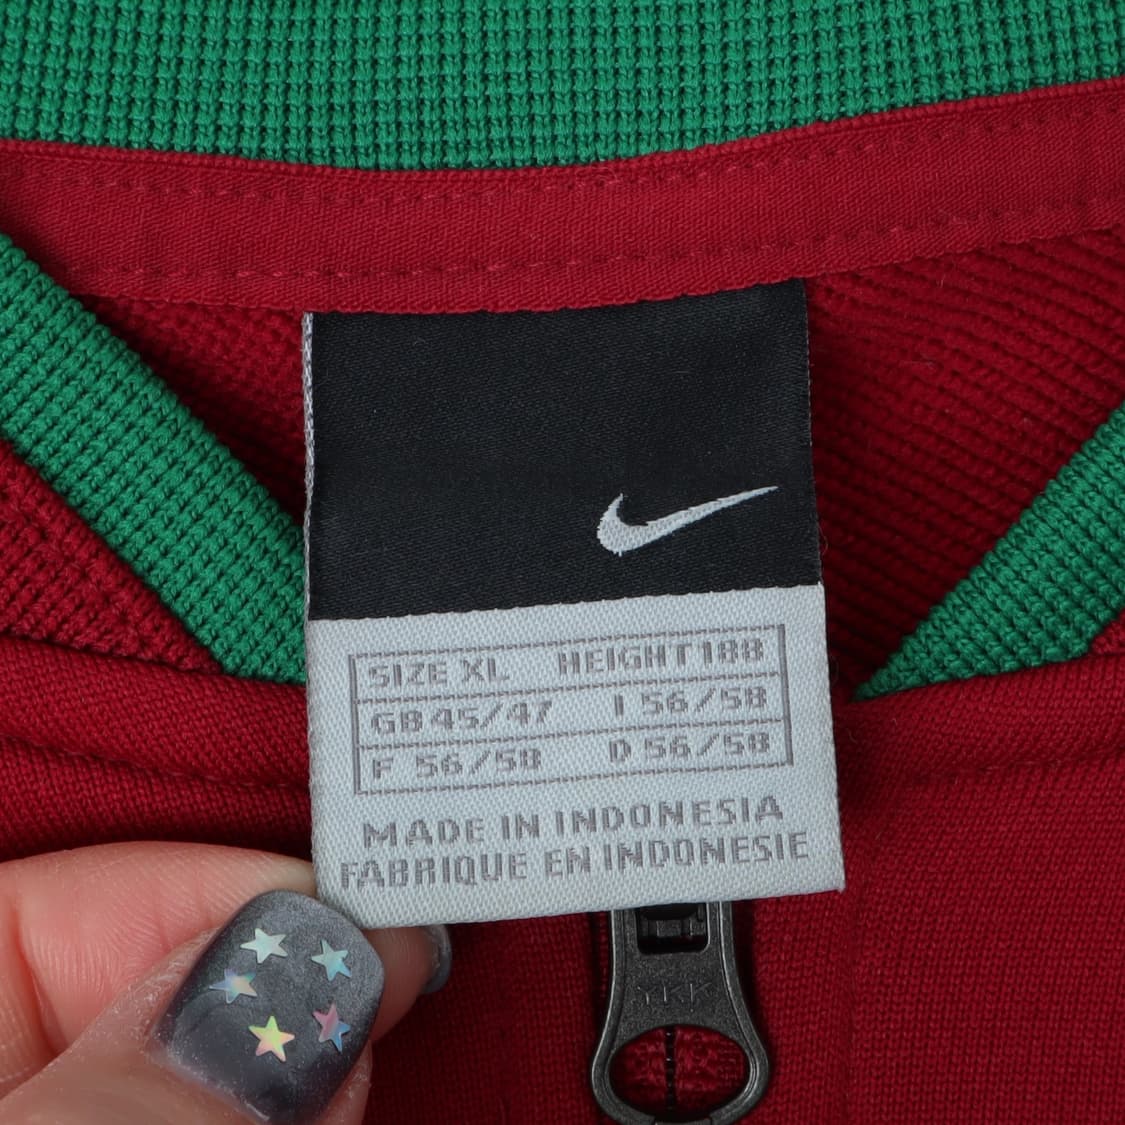 SIZE XL HEIGHT 188
GB 45/47 I 56/58
F 56/58 D 56/58
MADE IN INDONESIA
FABRIQUE EN INDONESIE
YKK